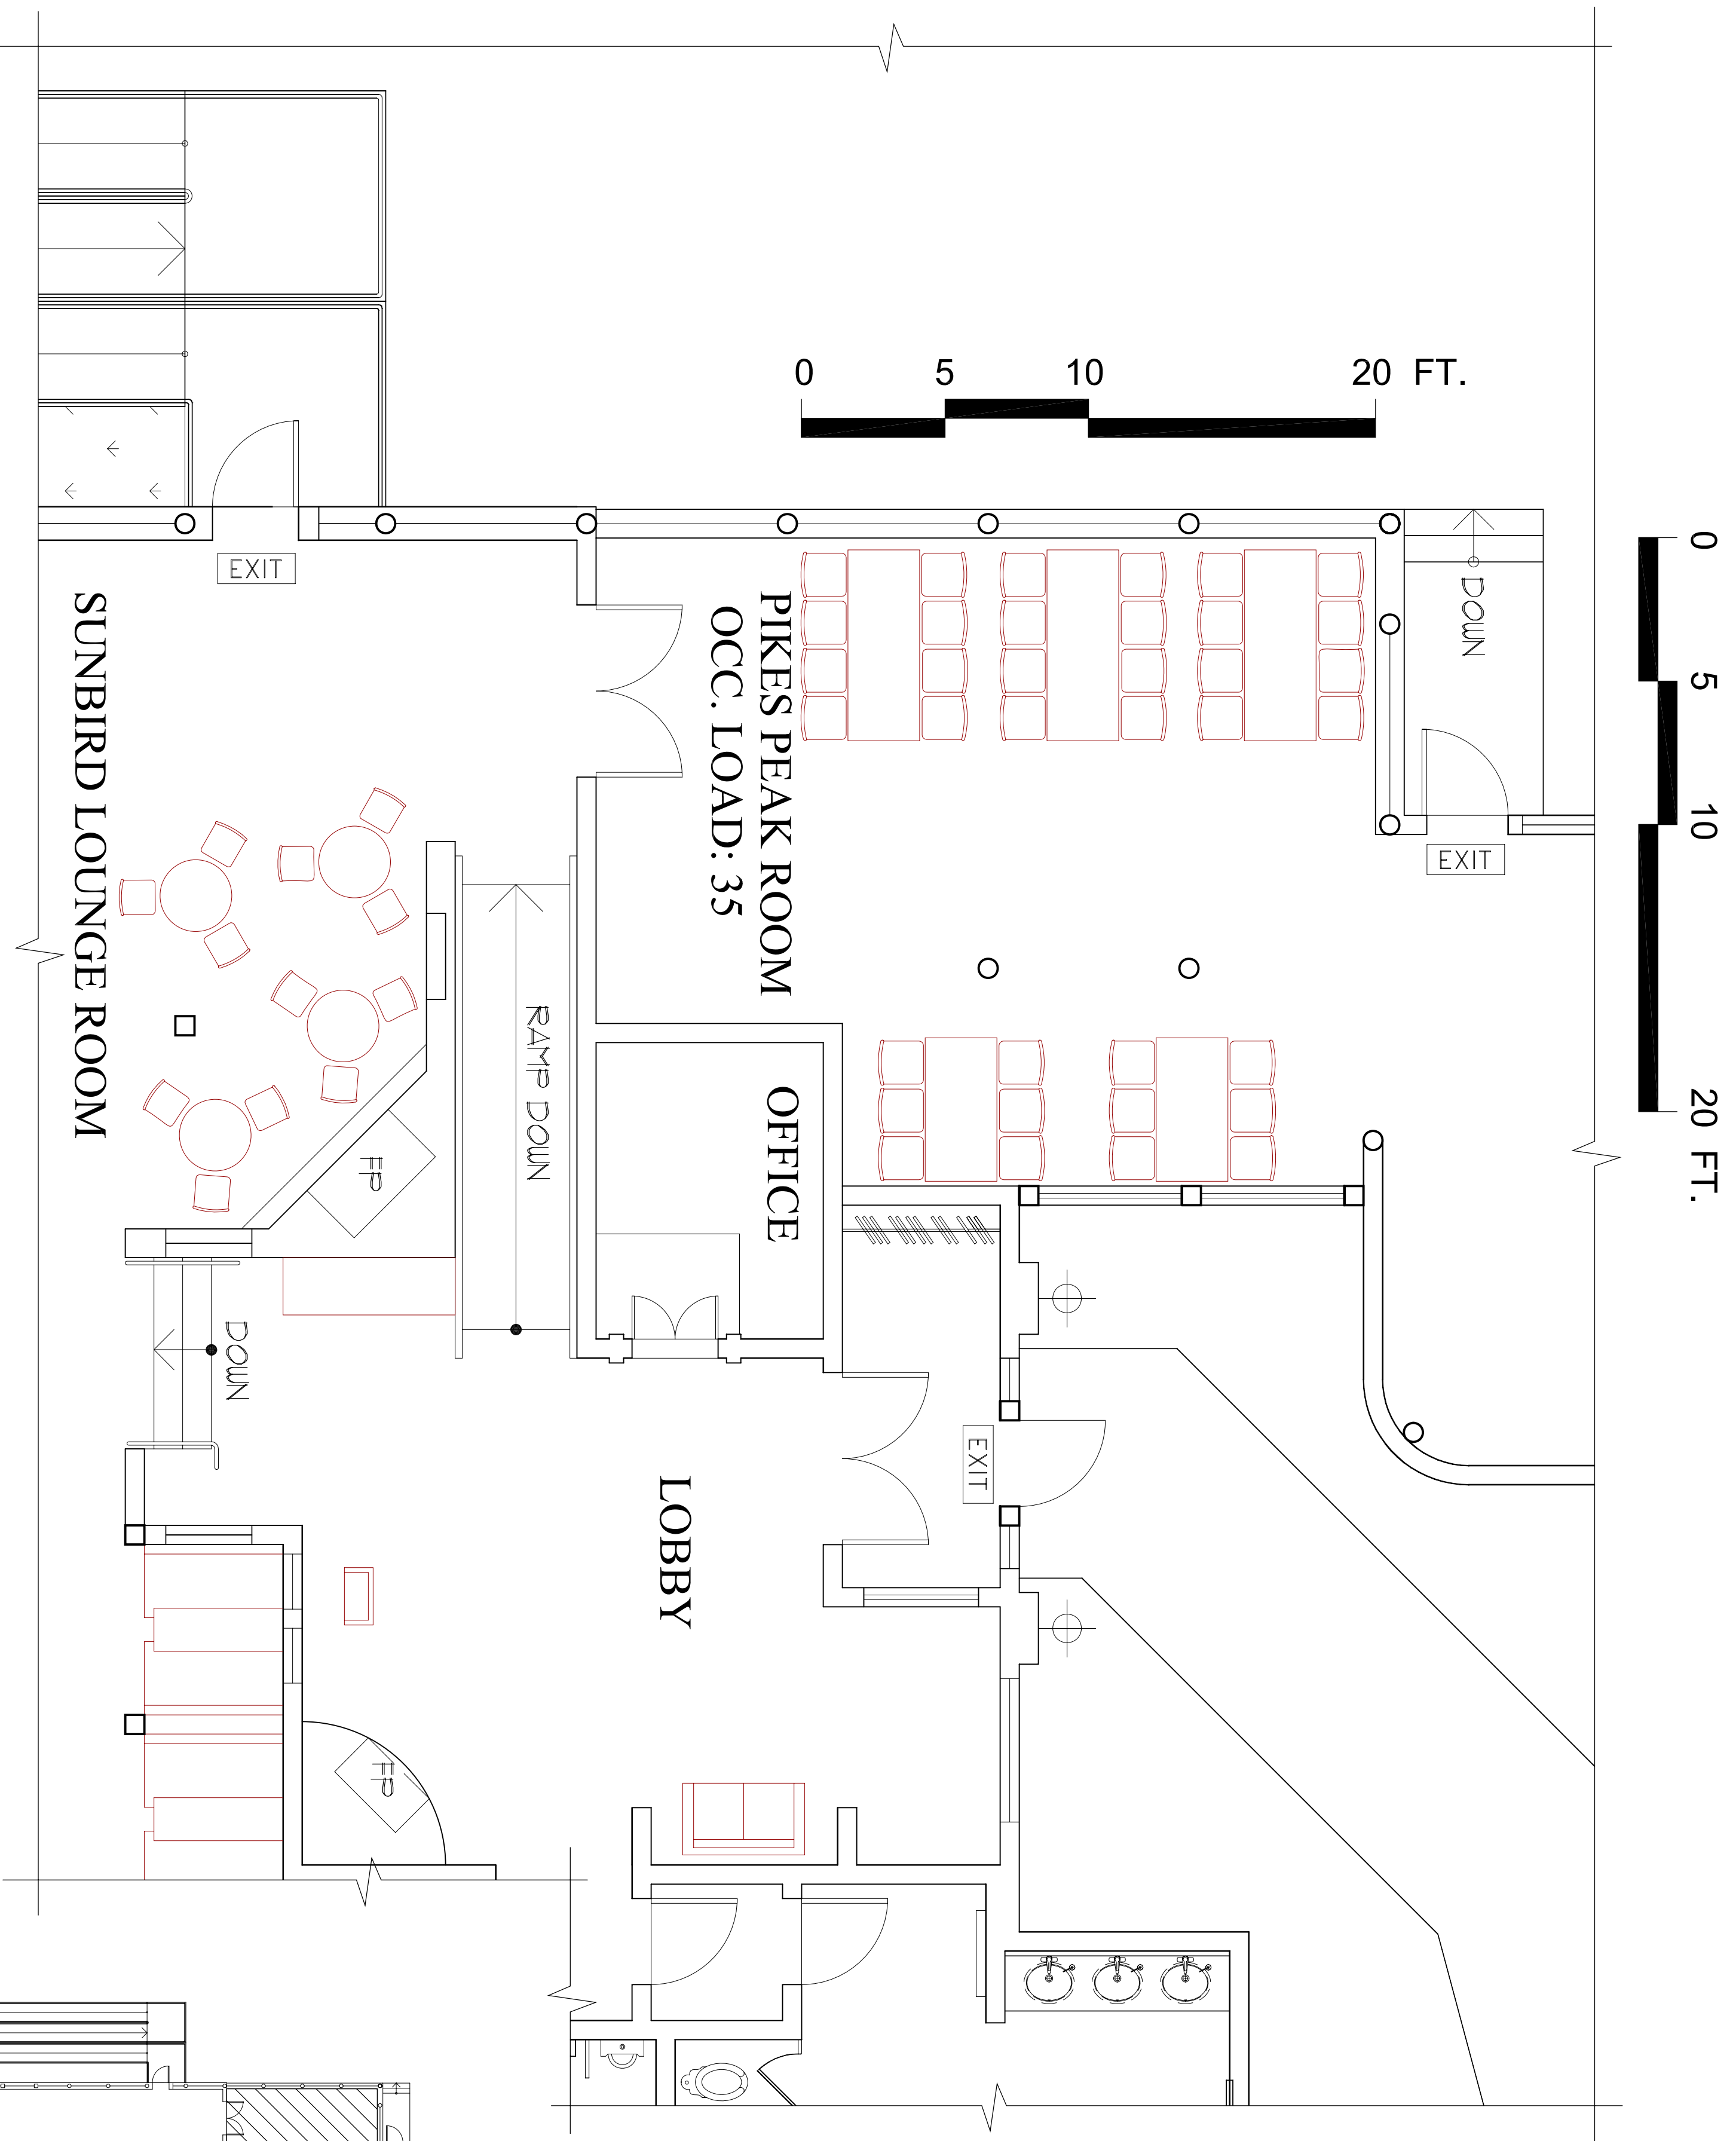 0 5 10 20 FT.
0 5 10 20 FT.
DOWN
EXIT
EXIT
PIKES PEAK ROOM
OCC. LOAD: 35
SUNBIRD LOUNGE ROOM
RAMP DOWN
OFFICE
FP
DOWN
EXIT
LOBBY
FP